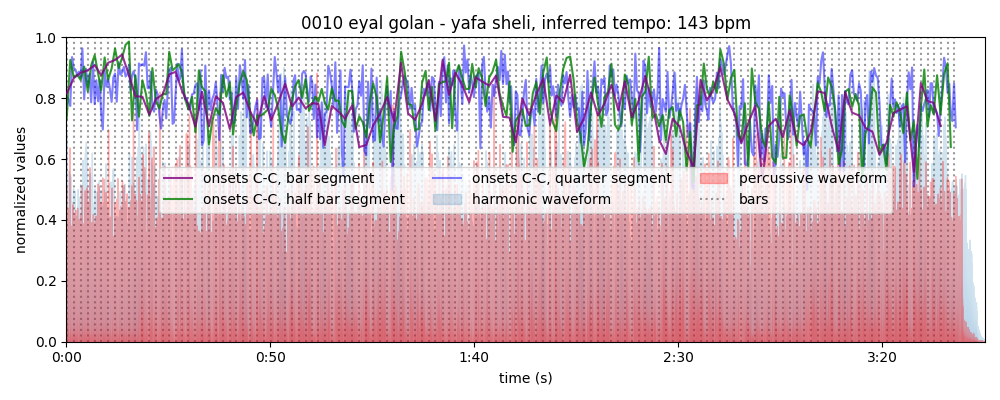 0010 eyal golan - yafa sheli, inferred tempo: 143 bpm
normalized values
1.0
0.8
0.6
0.4
0.2
0.0
onsets C-C, bar segment
onsets C-C, half bar segment
onsets C-C, quarter segment
harmonic waveform
percussive waveform
bars
0:00
0:50
1:40
2:30
3:20
time (s)